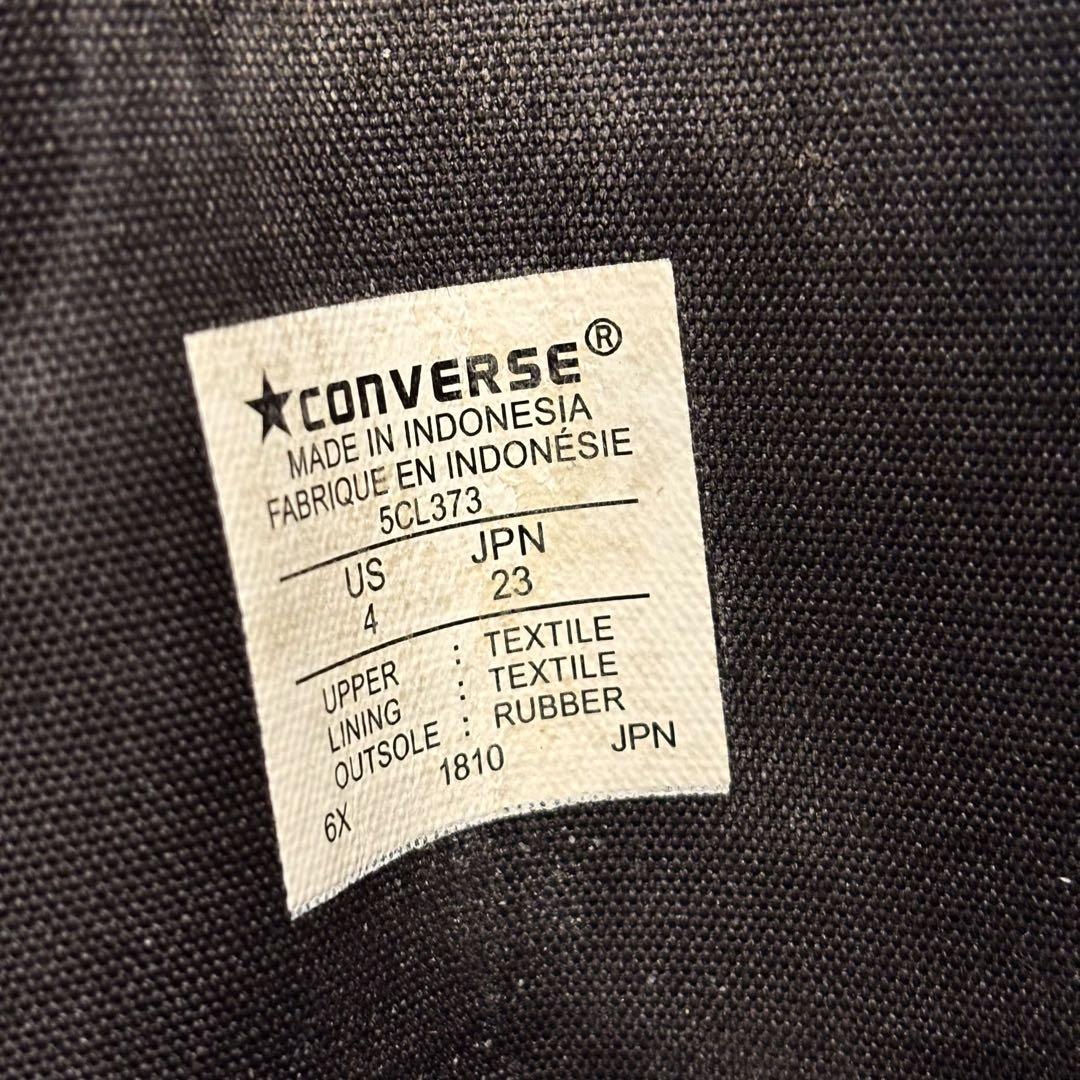 ★CONVERSE®
MADE IN INDONESIA
FABRIQUE EN INDONÉSIE
5CL373
US JPN
4 23
UPPER : TEXTILE
LINING : TEXTILE
OUTSOLE : RUBBER
1810 JPN
6X